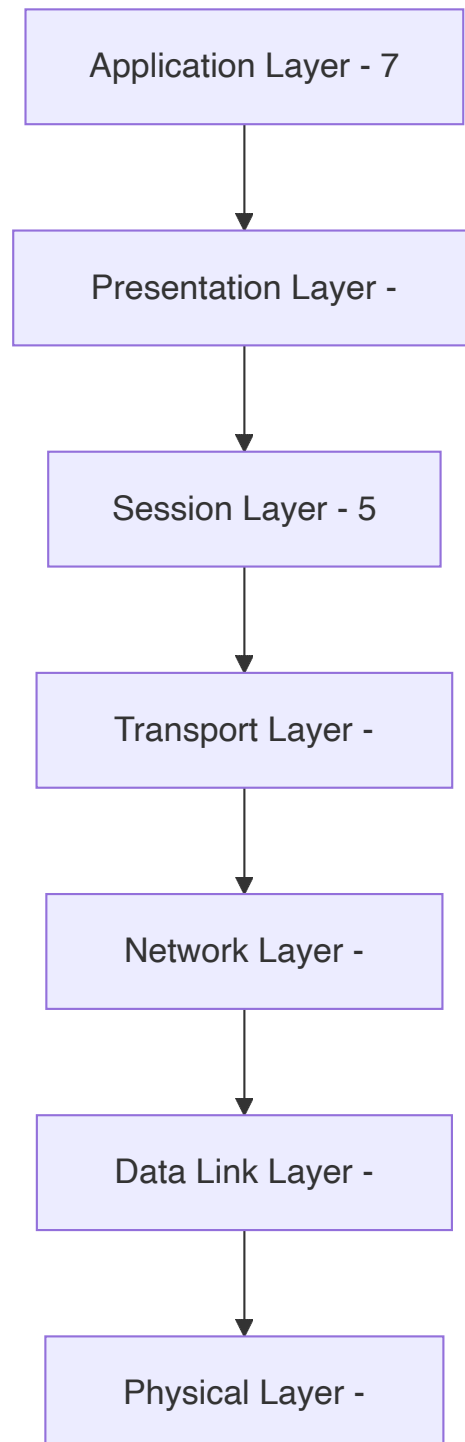 Application Layer - 7
Presentation Layer -
Session Layer - 5
Transport Layer -
Network Layer -
Data Link Layer -
Physical Layer -